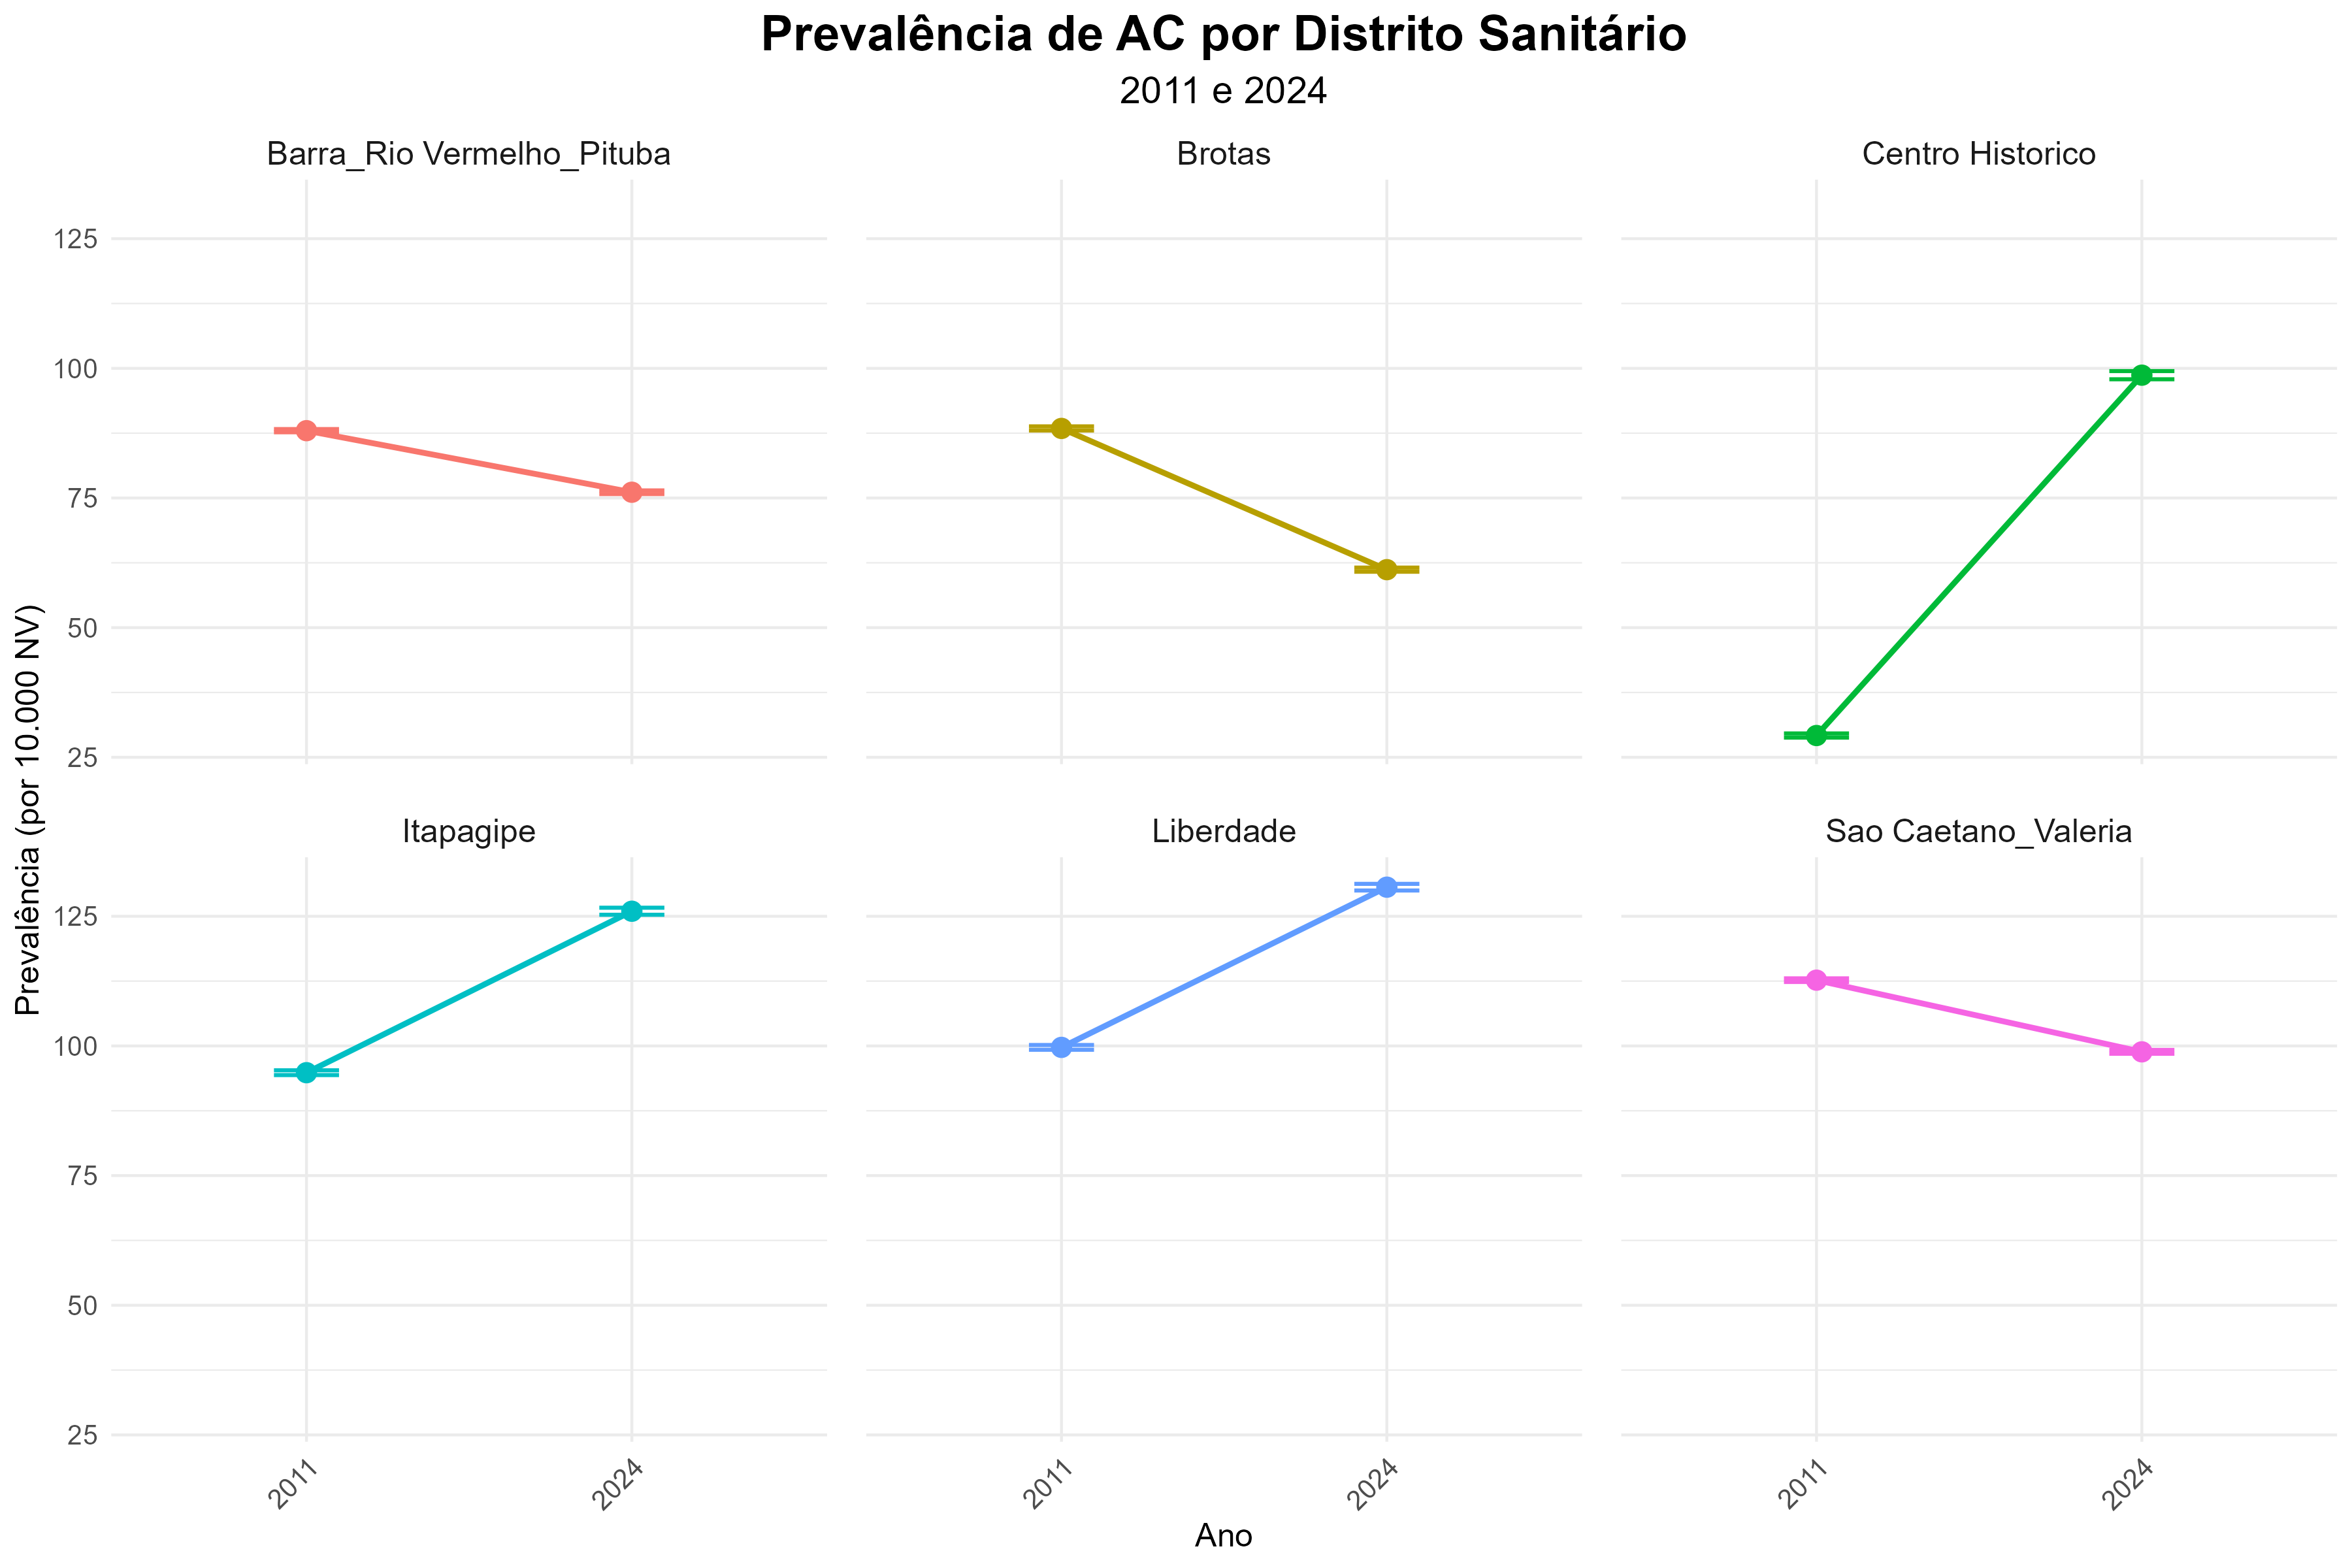 Prevalência de AC por Distrito Sanitário
2011 e 2024
Barra_Rio Vermelho_Pituba
Brotas
Centro Historico
125
100
75
50
25
Prevalência (por 10.000 NV)
Itapagipe
Liberdade
Sao Caetano_Valeria
125
100
75
50
25
2011
2024
2011
2024
2011
2024
Ano